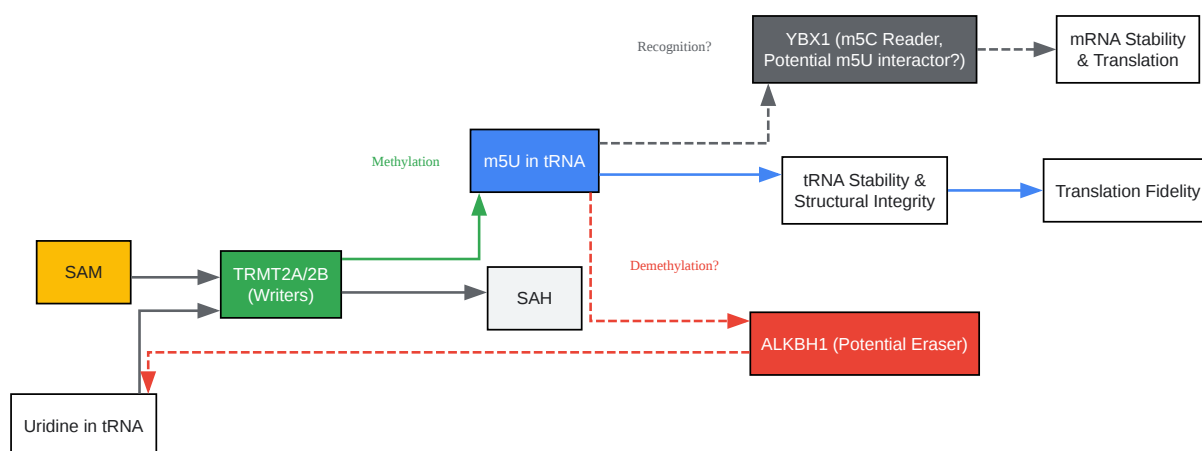 Recognition?
YBX1 (m5C Reader,
Potential m5U interactor?)
mRNA Stability
& Translation
Methylation
m5U in tRNA
tRNA Stability &
Structural Integrity
Translation Fidelity
SAM
TRMT2A/2B
(Writers)
SAH
Demethylation?
ALKBH1 (Potential Eraser)
Uridine in tRNA